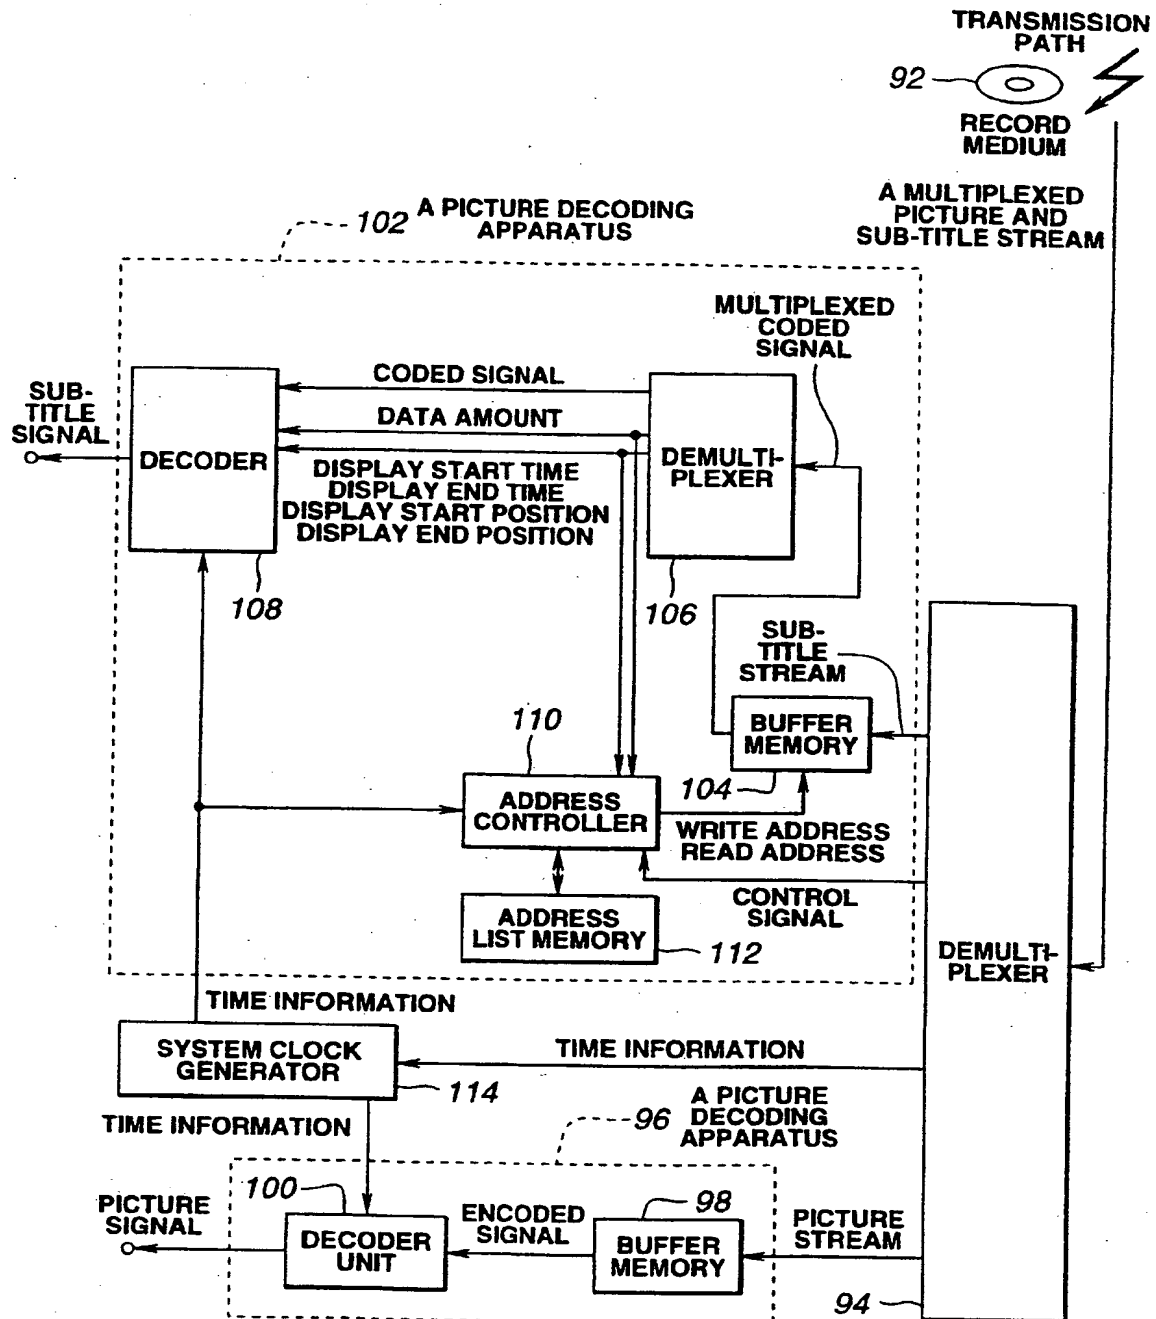 TRANSMISSION
PATH
92
RECORD
MEDIUM
A MULTIPLEXED
PICTURE AND
SUB-TITLE STREAM
102
A PICTURE DECODING
APPARATUS
MULTIPLEXED
CODED
SIGNAL
SUB-
TITLE
SIGNAL
DECODER
108
CODED SIGNAL
DATA AMOUNT
DISPLAY START TIME
DISPLAY END TIME
DISPLAY START POSITION
DISPLAY END POSITION
DEMULTI-
PLEXER
106
SUB-
TITLE
STREAM
BUFFER
MEMORY
104
110
ADDRESS
CONTROLLER
WRITE ADDRESS
READ ADDRESS
CONTROL
SIGNAL
ADDRESS
LIST MEMORY
112
DEMULTI-
PLEXER
TIME INFORMATION
SYSTEM CLOCK
GENERATOR
114
TIME INFORMATION
TIME INFORMATION
96
A PICTURE
DECODING
APPARATUS
PICTURE
SIGNAL
100
DECODER
UNIT
ENCODED
SIGNAL
98
BUFFER
MEMORY
PICTURE
STREAM
94